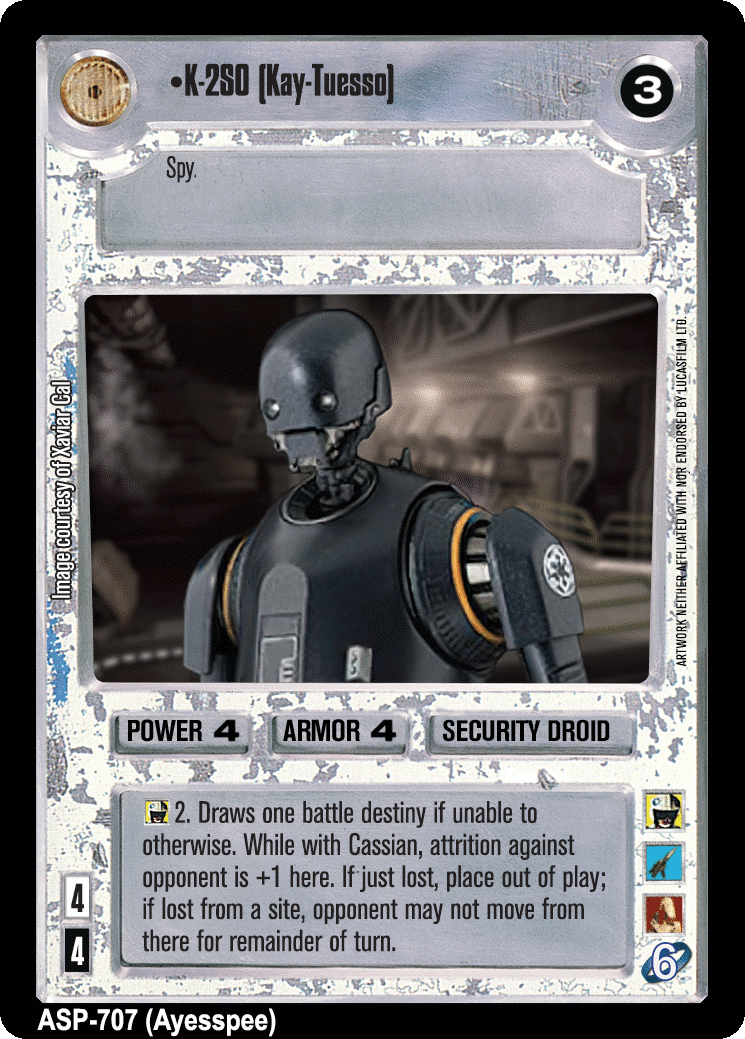 •K-2SO (Kay-Tuesso)
3
Spy.
Image courtesy of Xaviar Cal
ARTWORK NEITHER AFFILIATED WITH NOR ENDORSED BY LUCASFILM LTD.
POWER 4
ARMOR 4
SECURITY DROID
2. Draws one battle destiny if unable to
otherwise. While with Cassian, attrition against
opponent is +1 here. If just lost, place out of play;
if lost from a site, opponent may not move from
there for remainder of turn.
4
4
6
ASP-707 (Ayesspee)